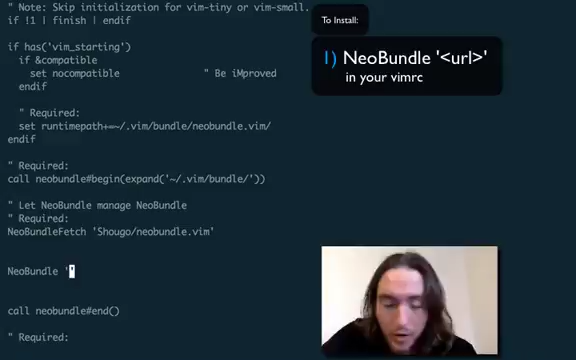 " Note: Skip initialization for vim-tiny or vim-small.
if !1 | finish | endif
if has('vim_starting')
if &compatible
set nocompatible " Be iMproved
endif
" Required:
set runtimepath+=~/.vim/bundle/neobundle.vim/
endif
" Required:
call neobundle#begin(expand('~/.vim/bundle/'))
" Let NeoBundle manage NeoBundle
" Required:
NeoBundleFetch 'Shougo/neobundle.vim'
NeoBundle ''
call neobundle#end()
" Required:
To Install:
1) NeoBundle '<url>'
in your vimrc